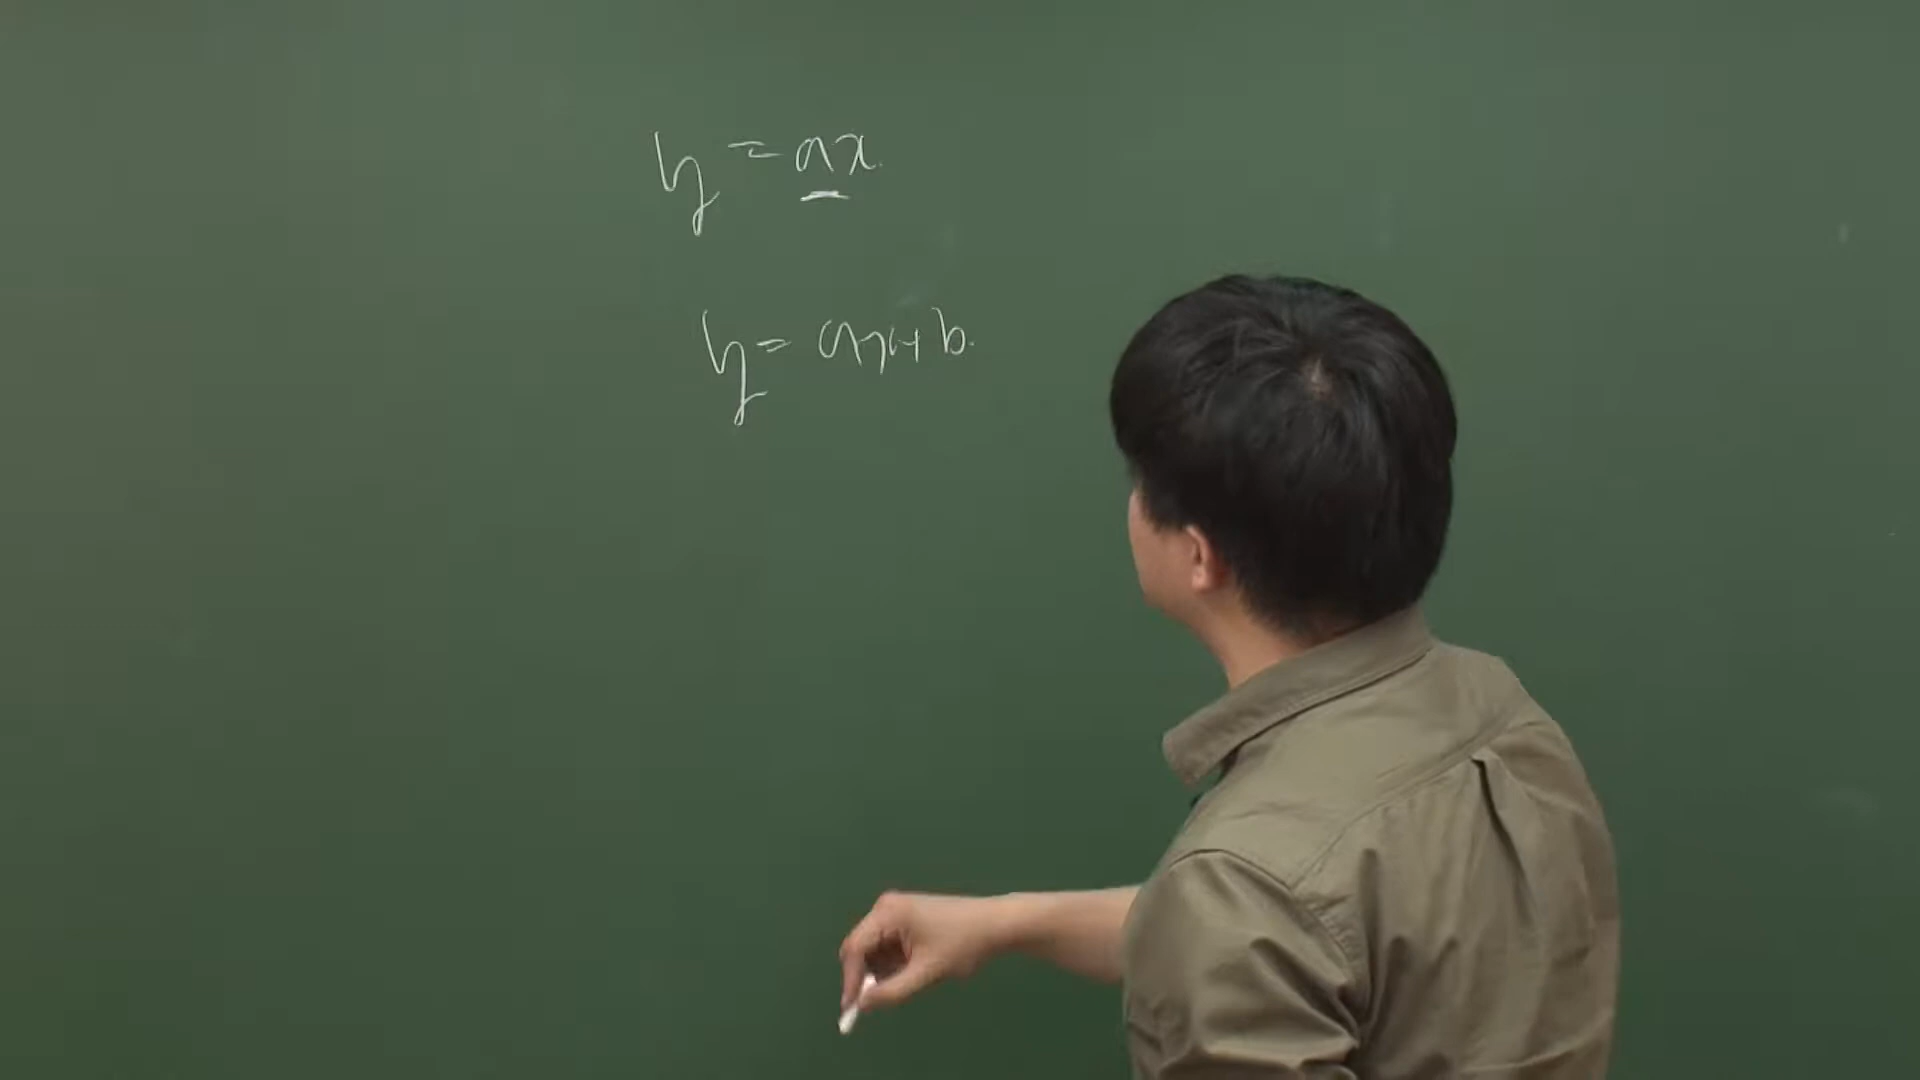 y = ax
y = ax + b